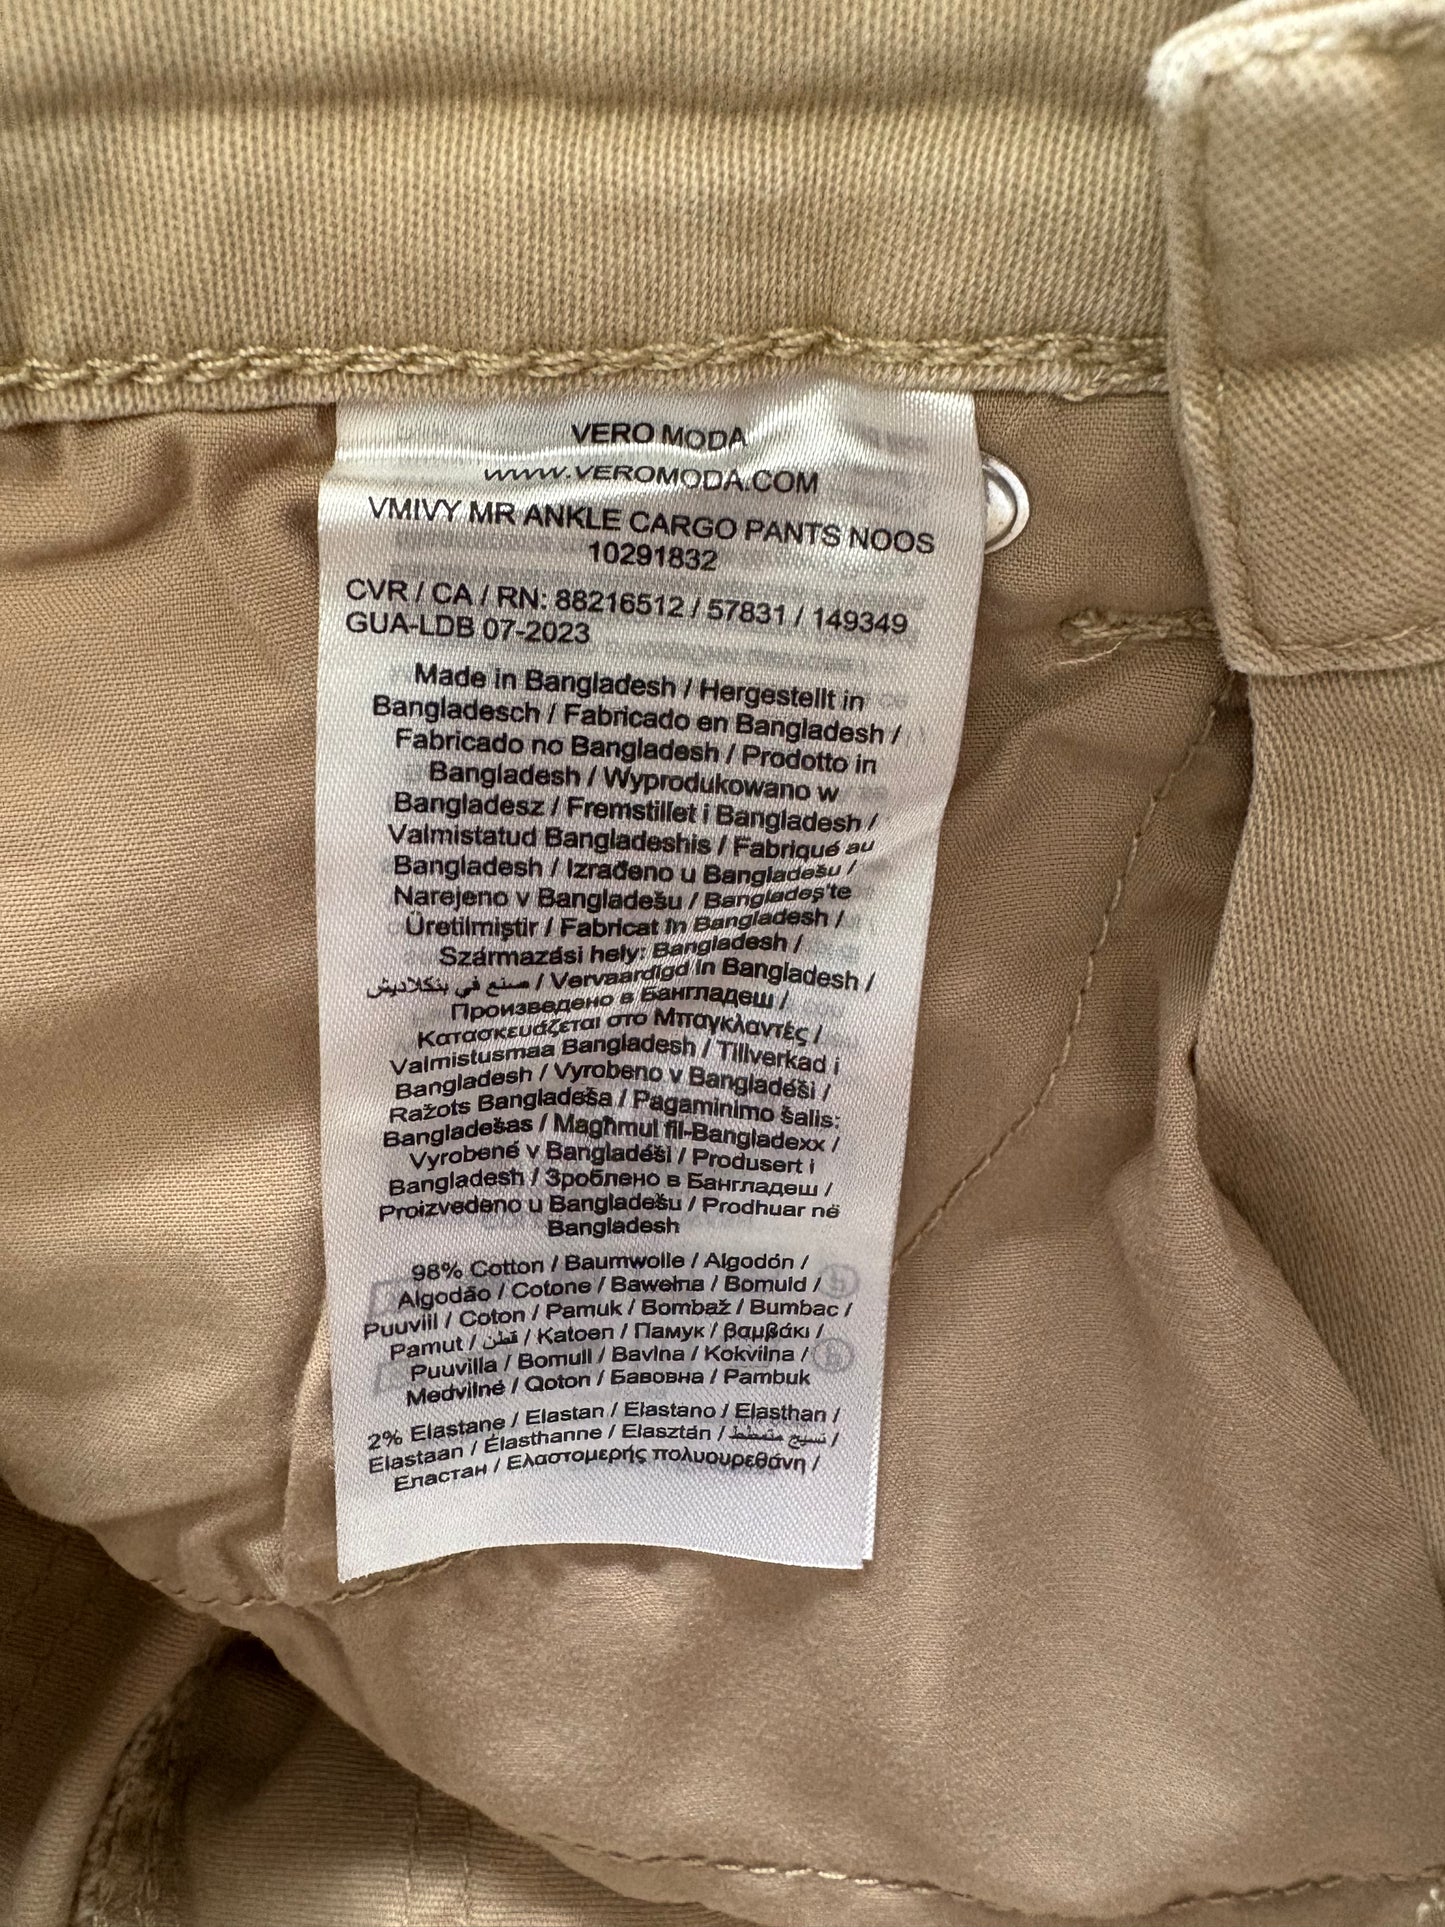 VERO MODA
www.VEROMODA.COM
VMIVY MR ANKLE CARGO PANTS NOOS
10291832
CVR / CA / RN: 88216512 / 57831 / 149349
GUA-LDB 07-2023
Made in Bangladesh / Hergestellt in
Bangladesch / Fabricado en Bangladesh /
Fabricado no Bangladesh / Prodotto in
Bangladesh / Wyprodukowano w
Bangladesz / Fremstillet i Bangladesh /
Valmistatud Bangladeshis / Fabriqué au
Bangladesh / Izrađeno u Bangladešu /
Narejeno v Bangladešu / Bangladeş'te
Üretilmiştir / Fabricat în Bangladesh /
Származási hely: Bangladesh /
صنع في بنكلاديش / Vervaardigd in Bangladesh /
Произведено в Бангладеш /
Κατασκευάζεται στο Μπαγκλαντές /
Valmistusmaa Bangladesh / Tillverkad i
Bangladesh / Vyrobeno v Bangladéši /
Ražots Bangladeša / Pagaminimo šalis:
Bangladešas / Magħmul fil-Bangladexx /
Vyrobené v Bangladéši / Produsert i
Bangladesh / Зроблено в Бангладеш /
Proizvedeno u Bangladešu / Prodhuar në
Bangladesh
98% Cotton / Baumwolle / Algodón /
Algodão / Cotone / Bawełna / Bomuld /
Puuvill / Coton / Pamuk / Bombaž / Bumbac /
Pamut / قطن / Katoen / Памук / βαμβάκι /
Puuvilla / Bomull / Bavlna / Kokvilna /
Medvilné / Qoton / Бавовна / Pambuk
2% Elastane / Elastan / Elastano / Elasthan /
Elastaan / Élasthanne / Elasztán / نسيج متمطط /
Еластан / Ελαστομερής πολυουρεθάνη /